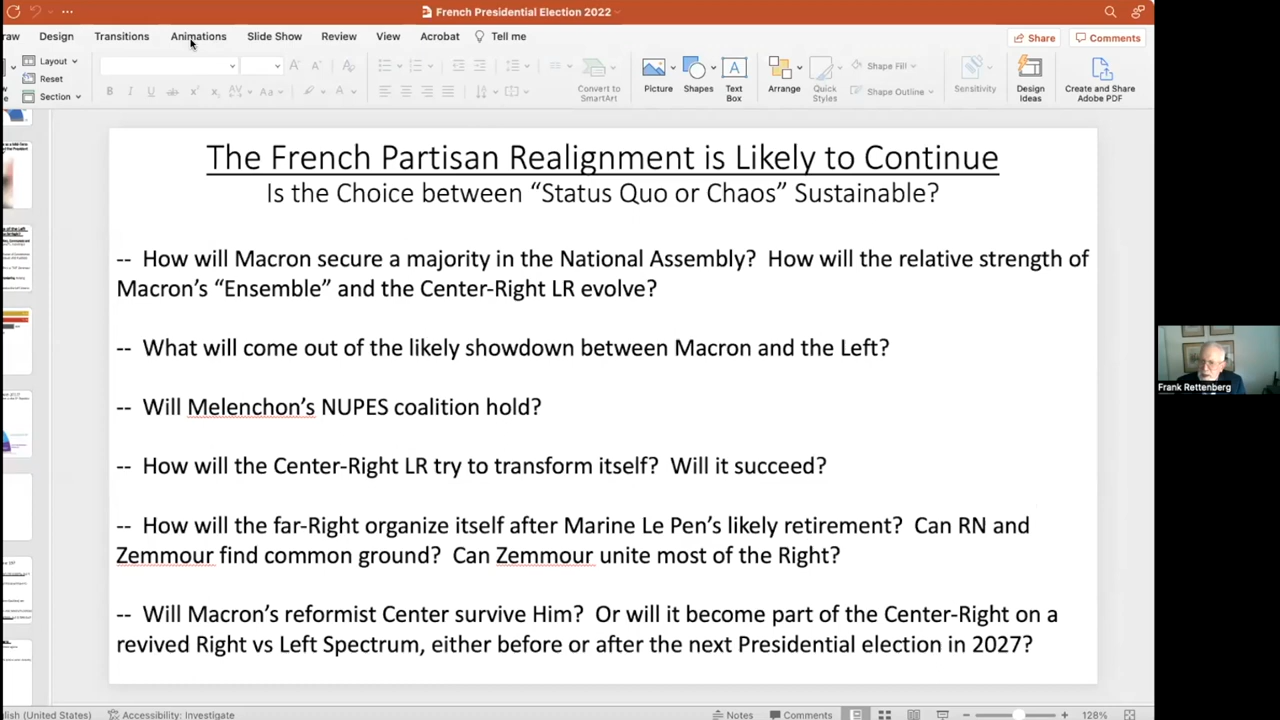 French Presidential Election 2022
raw Design Transitions Animations Slide Show Review View Acrobat Tell me Share Comments
Layout
Reset
Section
Convert to
SmartArt
Picture
Shapes
Text
Box
Arrange
Quick
Styles
Shape Fill
Shape Outline
Sensitivity
Design
Ideas
Create and Share
Adobe PDF
The French Partisan Realignment is Likely to Continue
Is the Choice between “Status Quo or Chaos” Sustainable?
-- How will Macron secure a majority in the National Assembly? How will the relative strength of
Macron’s “Ensemble” and the Center-Right LR evolve?
-- What will come out of the likely showdown between Macron and the Left?
-- Will Melenchon’s NUPES coalition hold?
-- How will the Center-Right LR try to transform itself? Will it succeed?
-- How will the far-Right organize itself after Marine Le Pen’s likely retirement? Can RN and
Zemmour find common ground? Can Zemmour unite most of the Right?
-- Will Macron’s reformist Center survive Him? Or will it become part of the Center-Right on a
revived Right vs Left Spectrum, either before or after the next Presidential election in 2027?
Frank Rettenberg
lish (United States) Accessibility: Investigate Notes Comments 128%